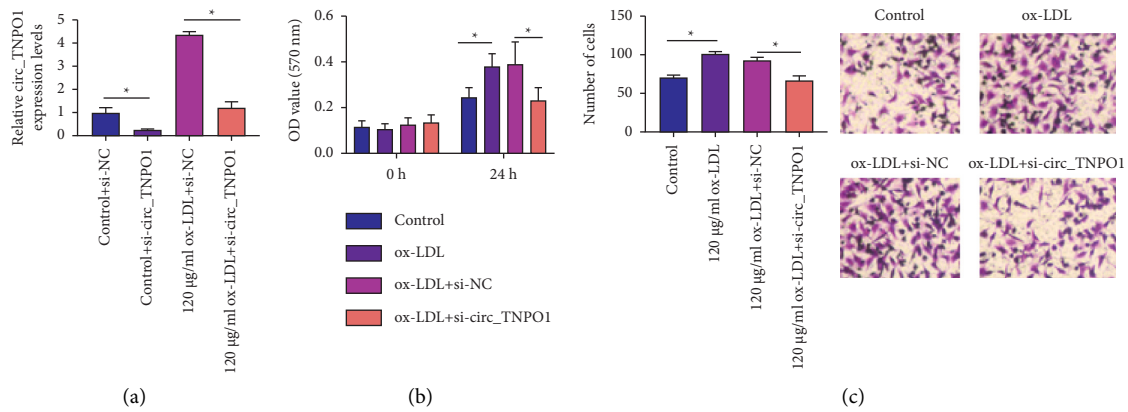 Relative circ_TNPO1
expression levels
5
4
3
2
1
0
*
*
Control+si-NC
Control+si-circ_TNPO1
120 µg/ml ox-LDL+si-NC
120 µg/ml ox-LDL+si-circ_TNPO1
(a)
OD value (570 nm)
0.6
0.4
0.2
0.0
*
*
0 h
24 h
Control
ox-LDL
ox-LDL+si-NC
ox-LDL+si-circ_TNPO1
(b)
Number of cells
150
100
50
0
*
*
Control
120 µg/ml ox-LDL
120 µg/ml ox-LDL+si-NC
120 µg/ml ox-LDL+si-circ_TNPO1
Control
ox-LDL
ox-LDL+si-NC
ox-LDL+si-circ_TNPO1
(c)